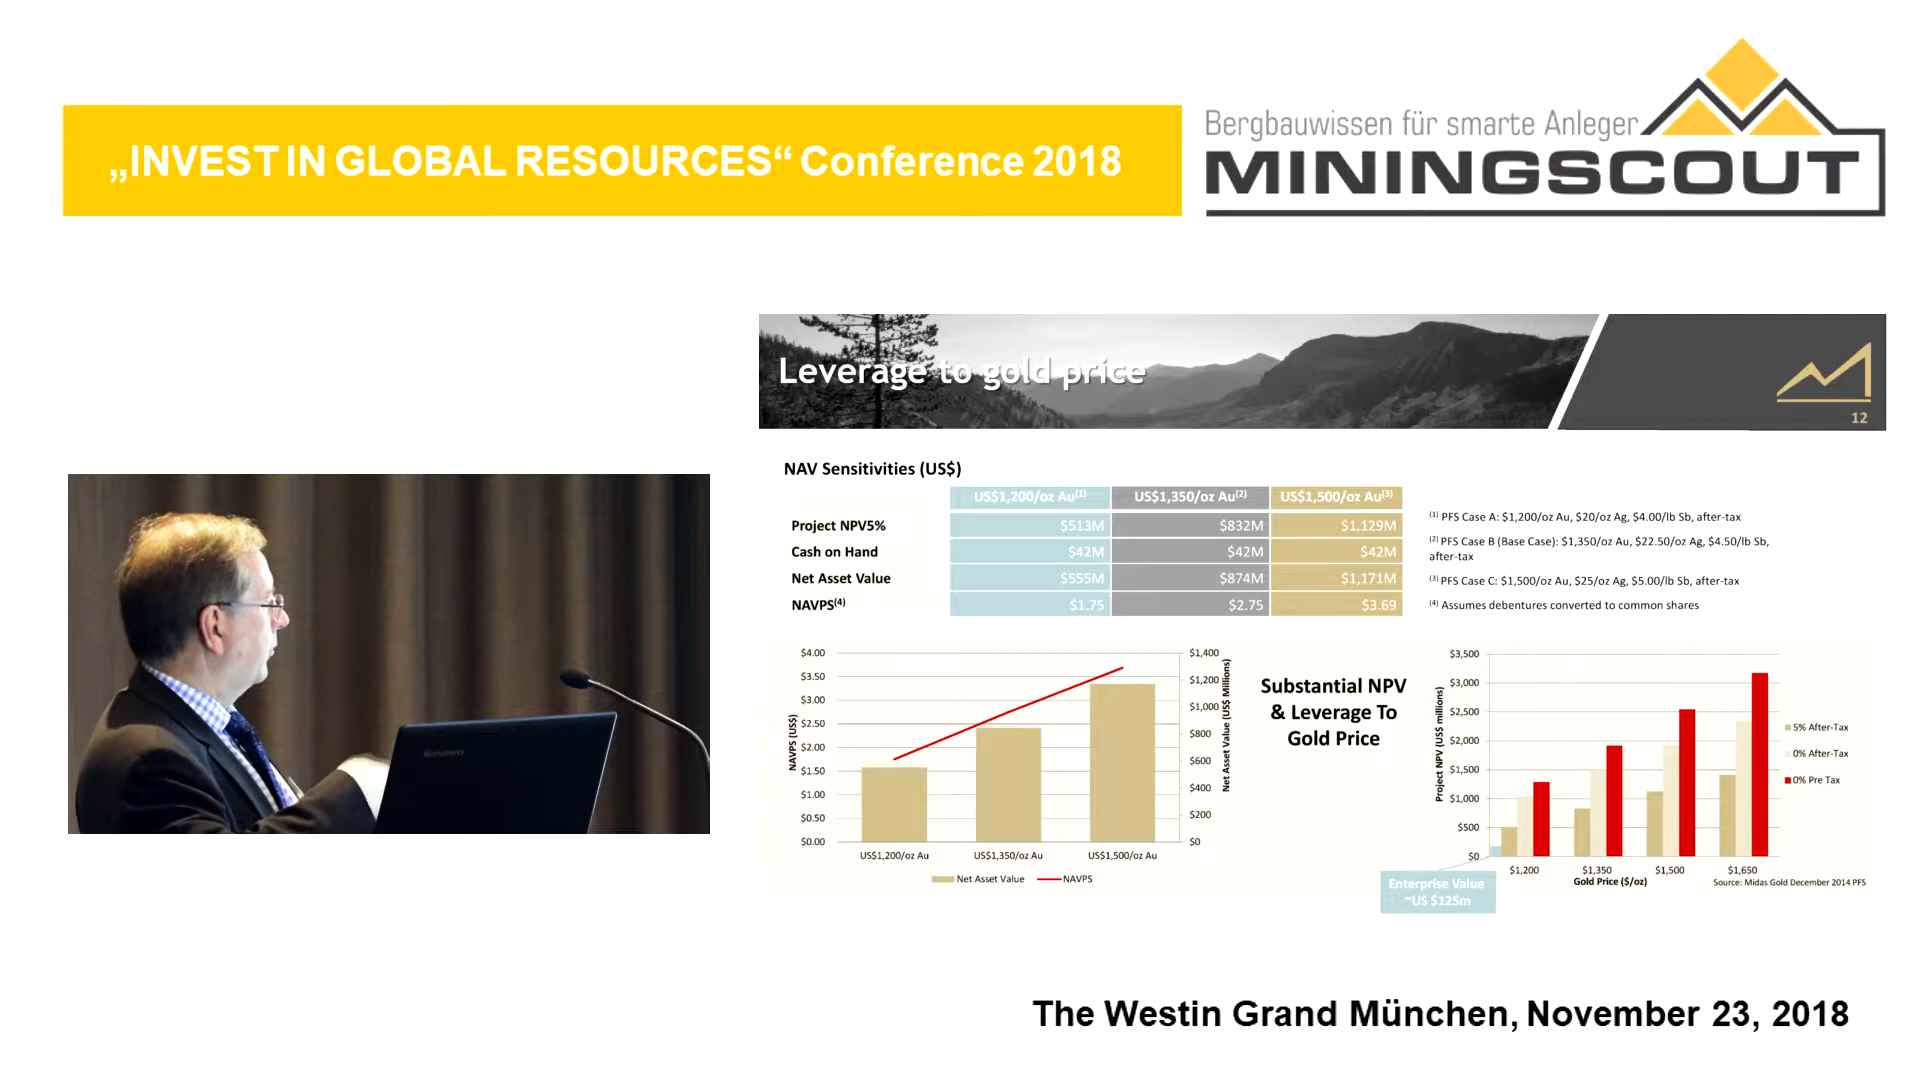 „INVEST IN GLOBAL RESOURCES“ Conference 2018
Bergbauwissen für smarte Anleger
MININGSCOUT
Leverage to gold price
12
NAV Sensitivities (US$)
US$1,200/oz Au(1) US$1,350/oz Au(2) US$1,500/oz Au(3)
Project NPV5% $513M $832M $1,129M
Cash on Hand $42M $42M $42M
Net Asset Value $555M $874M $1,171M
NAVPS(4) $1.75 $2.75 $3.69
(1) PFS Case A: $1,200/oz Au, $20/oz Ag, $4.00/lb Sb, after-tax
(2) PFS Case B (Base Case): $1,350/oz Au, $22.50/oz Ag, $4.50/lb Sb,
after-tax
(3) PFS Case C: $1,500/oz Au, $25/oz Ag, $5.00/lb Sb, after-tax
(4) Assumes debentures converted to common shares
$4.00
$3.50
$3.00
$2.50
$2.00
$1.50
$1.00
$0.50
$0.00
NAVPS (US$)
$1,400
$1,200
$1,000
$800
$600
$400
$200
$0
Net Asset Value (US$ Millions)
US$1,200/oz Au US$1,350/oz Au US$1,500/oz Au
Net Asset Value NAVPS
Substantial NPV
& Leverage To
Gold Price
Project NPV (US$ millions)
$3,500
$3,000
$2,500
$2,000
$1,500
$1,000
$500
$0
5% After-Tax
0% After-Tax
0% Pre Tax
$1,200 $1,350 $1,500 $1,650
Gold Price ($/oz)
Source: Midas Gold December 2014 PFS
Enterprise Value
~US $125m
The Westin Grand München, November 23, 2018